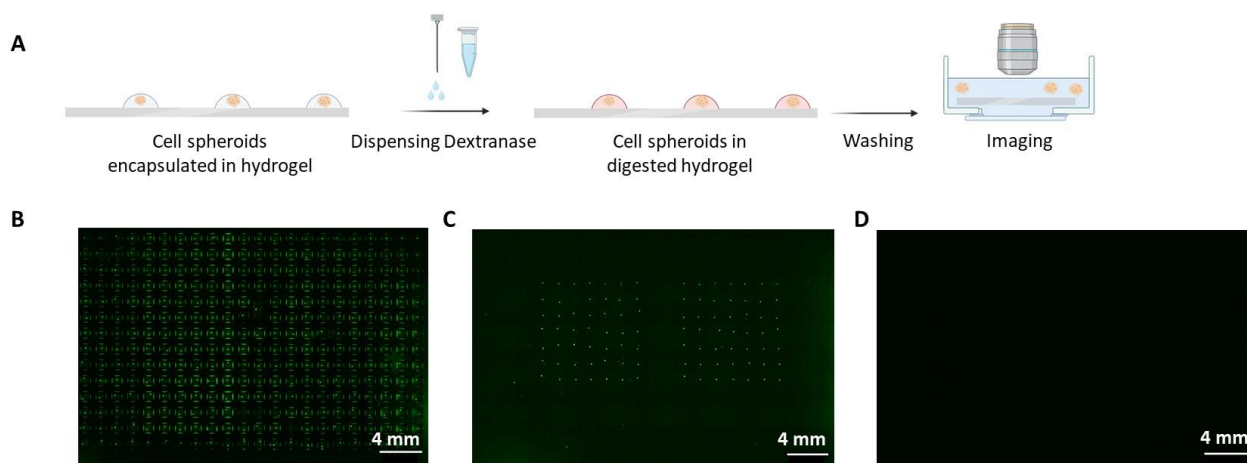 A
Cell spheroids
encapsulated in hydrogel
Dispensing Dextranase
Cell spheroids in
digested hydrogel
Washing
Imaging
B
C
D
4 mm
4 mm
4 mm